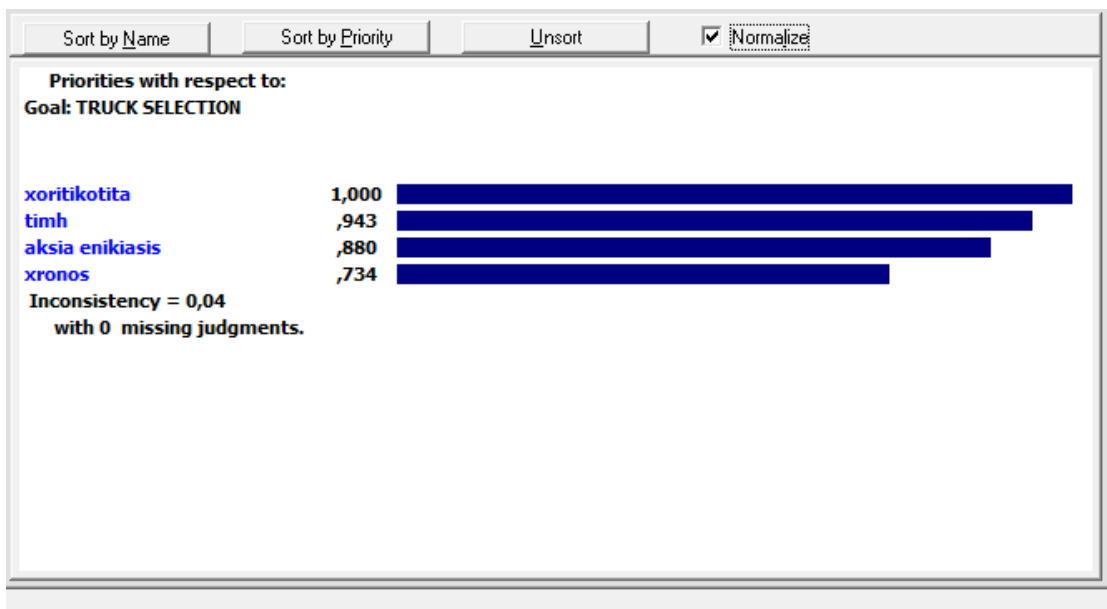 Sort by Name Sort by Priority Unsort Normalize
Priorities with respect to:
Goal: TRUCK SELECTION
xoritikotita 1,000
timh ,943
aksia enikiasis ,880
xronos ,734
Inconsistency = 0,04
with 0 missing judgments.